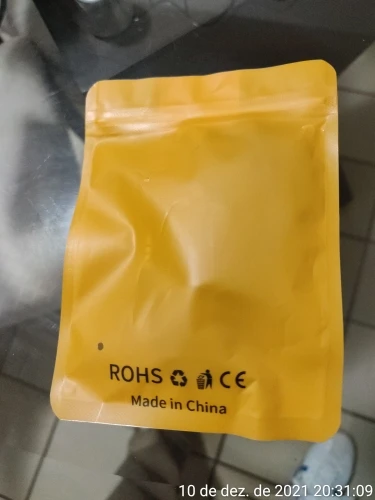 ROHS CE
Made in China
10 de dez. de 2021 20:31:09